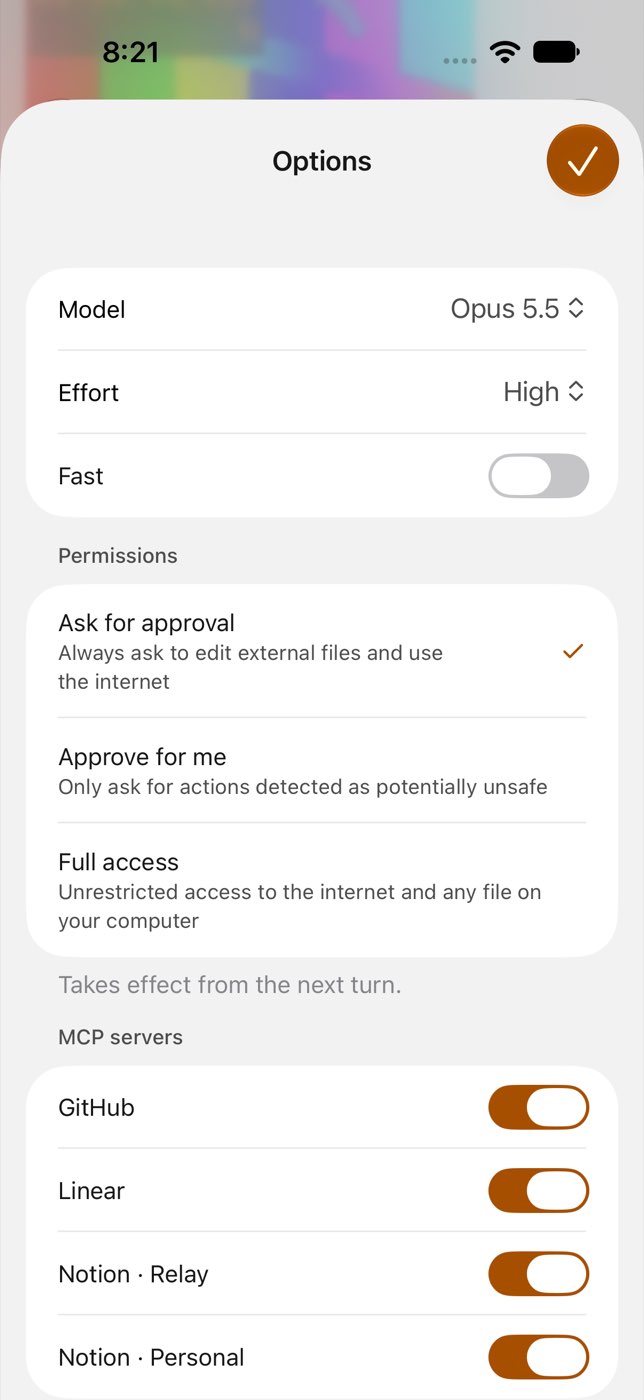 8:21
Options
Model
Opus 5.5
Effort
High
Fast
Permissions
Ask for approval
Always ask to edit external files and use
the internet
Approve for me
Only ask for actions detected as potentially unsafe
Full access
Unrestricted access to the internet and any file on
your computer
Takes effect from the next turn.
MCP servers
GitHub
Linear
Notion · Relay
Notion · Personal